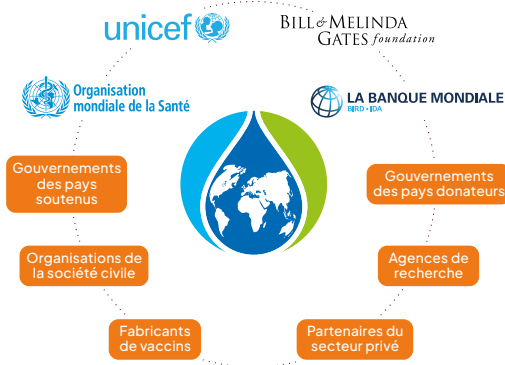 unicef
BILL & MELINDA
GATES foundation
Organisation
mondiale de la Santé
LA BANQUE MONDIALE
BIRD • IDA
Gouvernements
des pays
soutenus
Gouvernements
des pays donateurs
Organisations de
la société civile
Agences de
recherche
Fabricants
de vaccins
Partenaires du
secteur privé